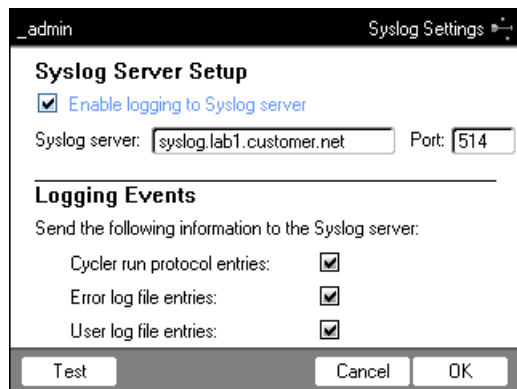 _admin Syslog Settings
Syslog Server Setup
Enable logging to Syslog server
Syslog server: syslog.lab1.customer.net Port: 514
Logging Events
Send the following information to the Syslog server:
Cycler run protocol entries:
Error log file entries:
User log file entries:
Test Cancel OK